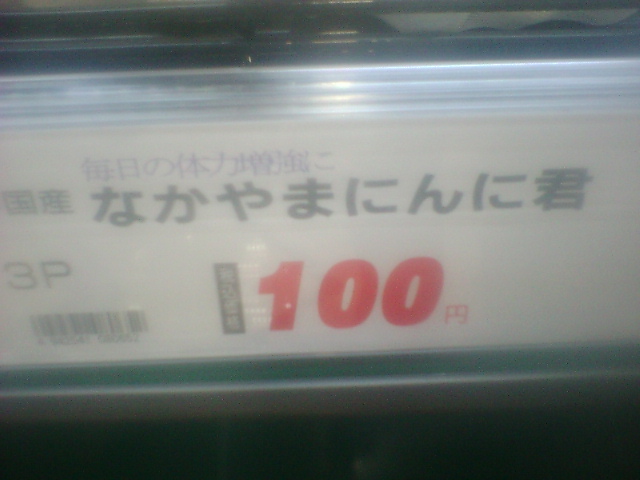 毎日の体力増強に
国産 なかやまにんに君
3P
100円